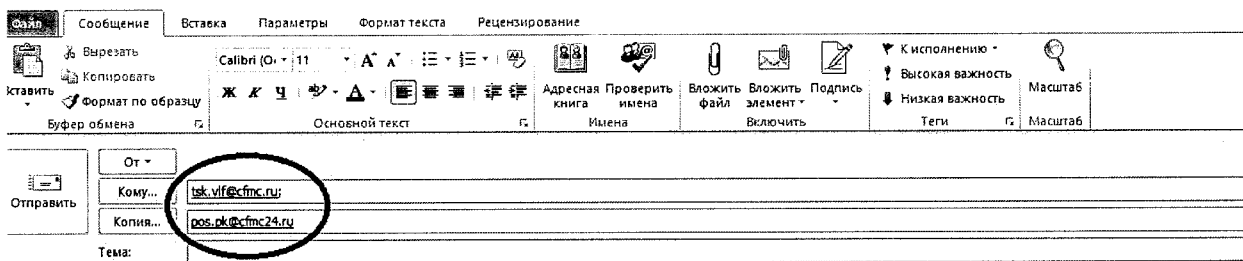 Файл Сообщение Вставка Параметры Формат текста Рецензирование
Вырезать
Копировать
Формат по образцу
Calibri (О 11
Ж К Ч
Адресная книга
Проверить имена
Вложить файл
Вложить элемент
Подпись
К исполнению
Высокая важность
Низкая важность
Масштаб
Буфер обмена Основной текст Имена Включить Теги Масштаб
От
Отправить
Кому... tsk.vlf@cfmc.ru;
Копия... pos.pk@cfmc24.ru
Тема: